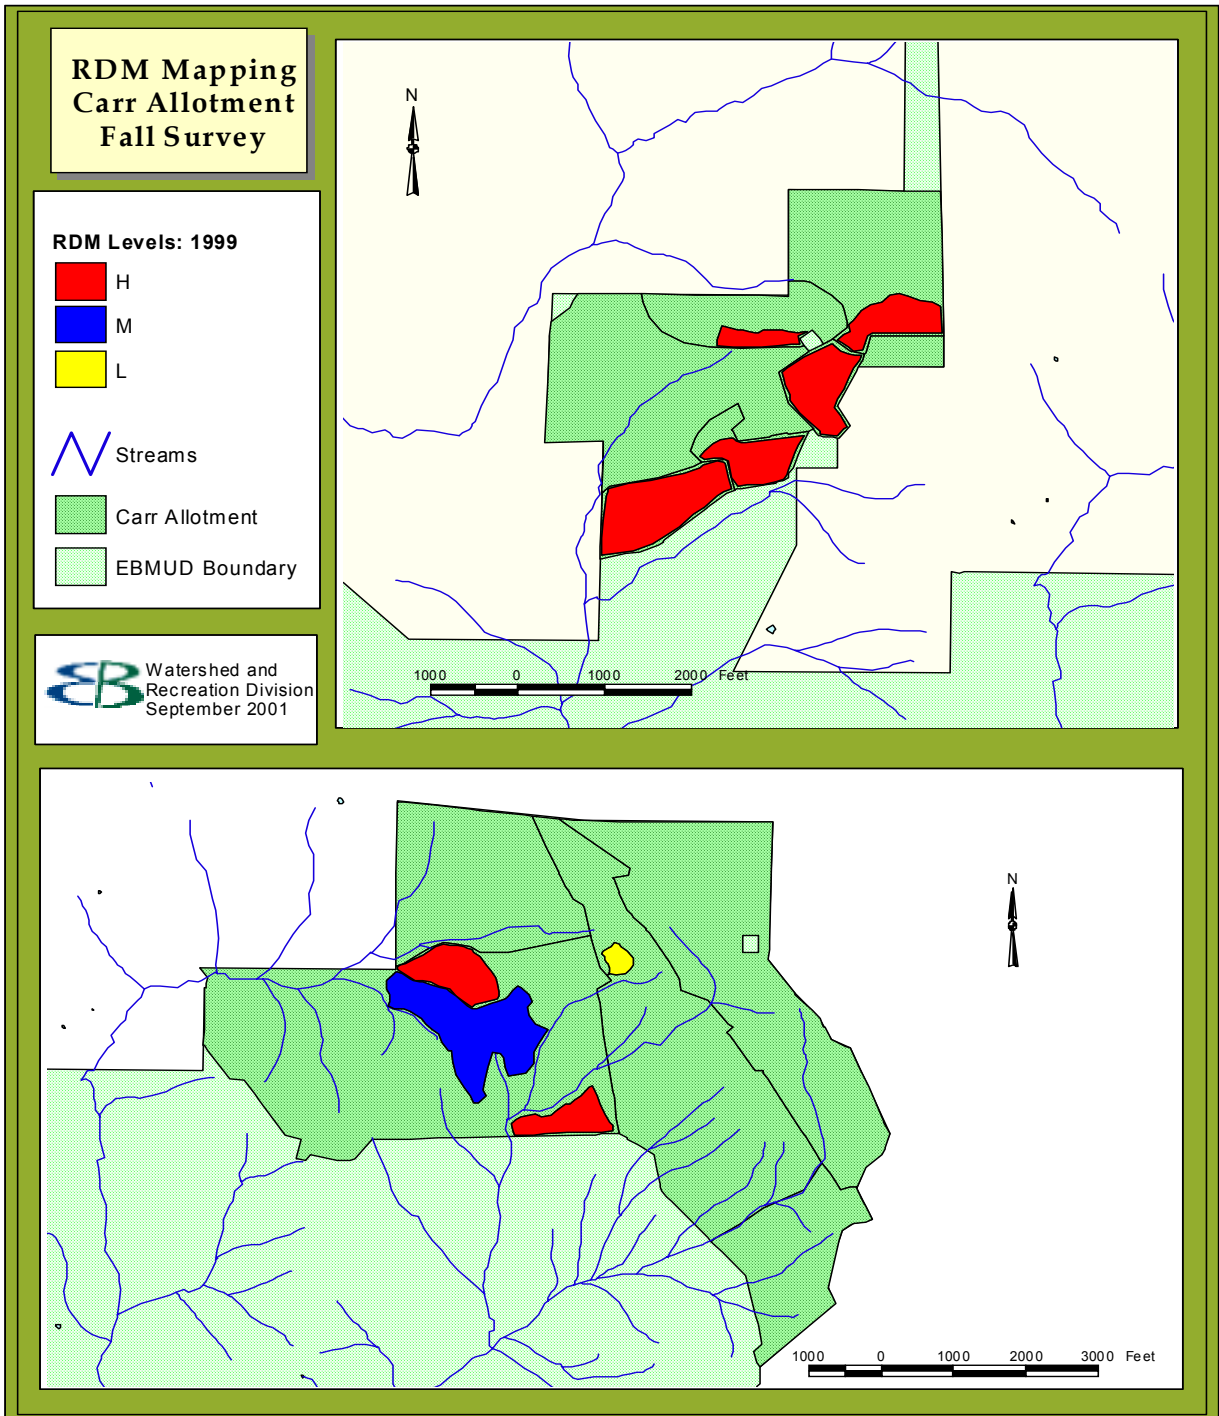 RDM Mapping
Carr Allotment
Fall Survey
RDM Levels: 1999
H
M
L
Streams
Carr Allotment
EBMUD Boundary
Watershed and
Recreation Division
September 2001
N
1000 0 1000 2000 Feet
N
1000 0 1000 2000 3000 Feet